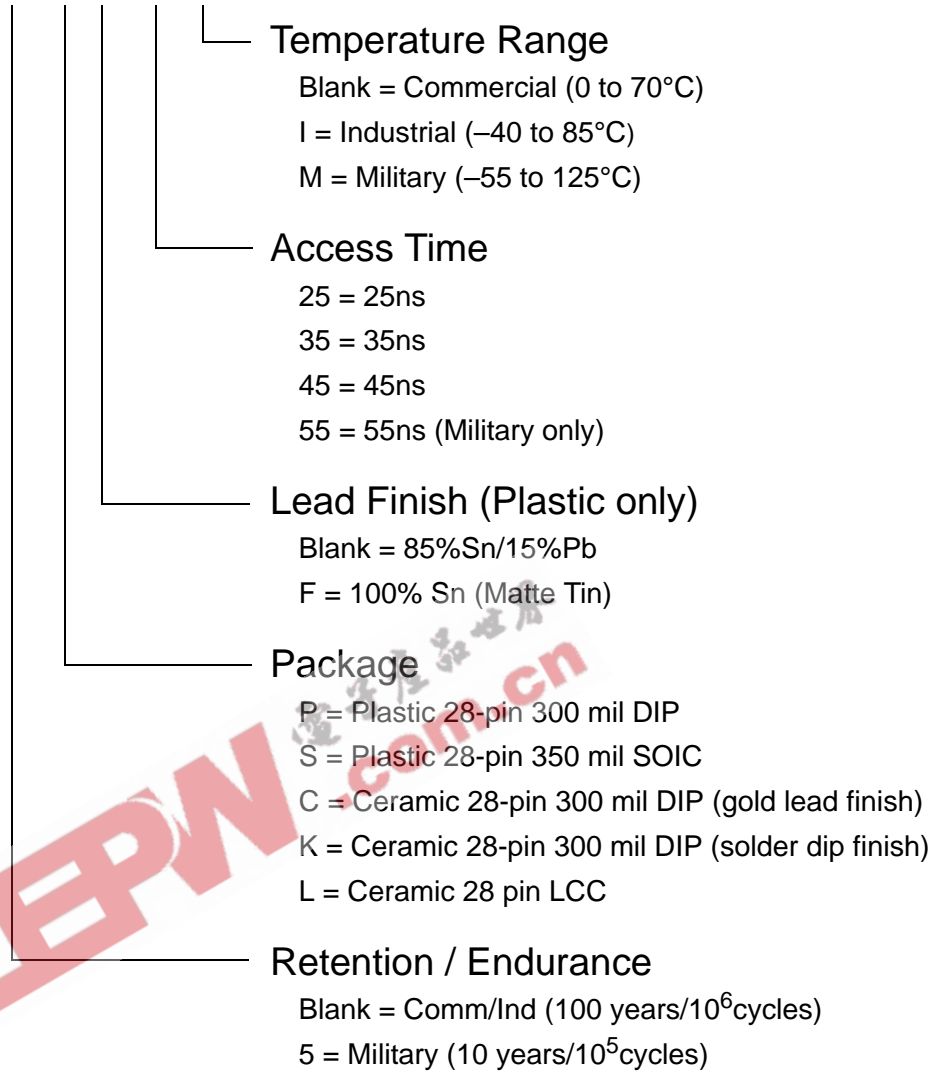 Temperature Range
Blank = Commercial (0 to 70°C)
I = Industrial (–40 to 85°C)
M = Military (–55 to 125°C)
Access Time
25 = 25ns
35 = 35ns
45 = 45ns
55 = 55ns (Military only)
Lead Finish (Plastic only)
Blank = 85%Sn/15%Pb
F = 100% Sn (Matte Tin)
Package
P = Plastic 28-pin 300 mil DIP
S = Plastic 28-pin 350 mil SOIC
C = Ceramic 28-pin 300 mil DIP (gold lead finish)
K = Ceramic 28-pin 300 mil DIP (solder dip finish)
L = Ceramic 28 pin LCC
Retention / Endurance
Blank = Comm/Ind (100 years/10⁶cycles)
5 = Military (10 years/10⁵cycles)
EEPW
.com.cn